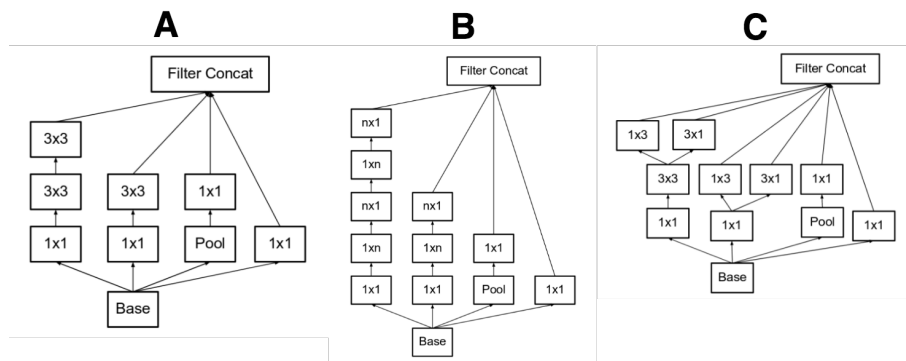 A
B
C
Filter Concat
3x3
3x3
3x3
1x1
1x1
1x1
Pool
1x1
Base
Filter Concat
nx1
1xn
nx1
nx1
1xn
1xn
1x1
1x1
1x1
Pool
1x1
Base
Filter Concat
1x3
3x1
3x3
1x3
3x1
1x1
1x1
1x1
Pool
1x1
Base